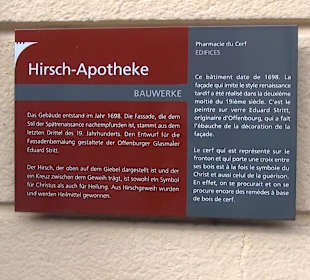 Hirsch-Apotheke
BAUWERKE
Das Gebäude entstand im Jahr 1698. Die Fassade, die dem
Stil der Spätrenaissance nachempfunden ist, stammt aus dem
letzten Drittel des 19. Jahrhunderts. Den Entwurf für die
Fassadenbemalung gestaltete der Offenburger Glasmaler
Eduard Stritt.
Der Hirsch, der oben auf dem Giebel dargestellt ist und der
ein Kreuz zwischen dem Geweih trägt, ist sowohl ein Symbol
für Christus als auch für Heilung. Aus Hirschgeweih wurden
und werden Heilmittel gewonnen.
Pharmacie du Cerf
EDIFICES
Ce bâtiment date de 1698. La
façade qui imite le style renaissance
tardif a été réalisée dans la deuxième
moitié du 19ième siècle. C'est le
peintre sur verre Eduard Stritt,
originaire d'Offenbourg, qui a fait
l'ébauche de la décoration de la
façade.
Le cerf qui est représenté sur le
fronton et qui porte une croix entre
ses bois est à la fois le symbole du
Christ et aussi celui de la guérison.
En effet, on se procurait et on se
procure encore des remèdes à base
de bois de cerf.